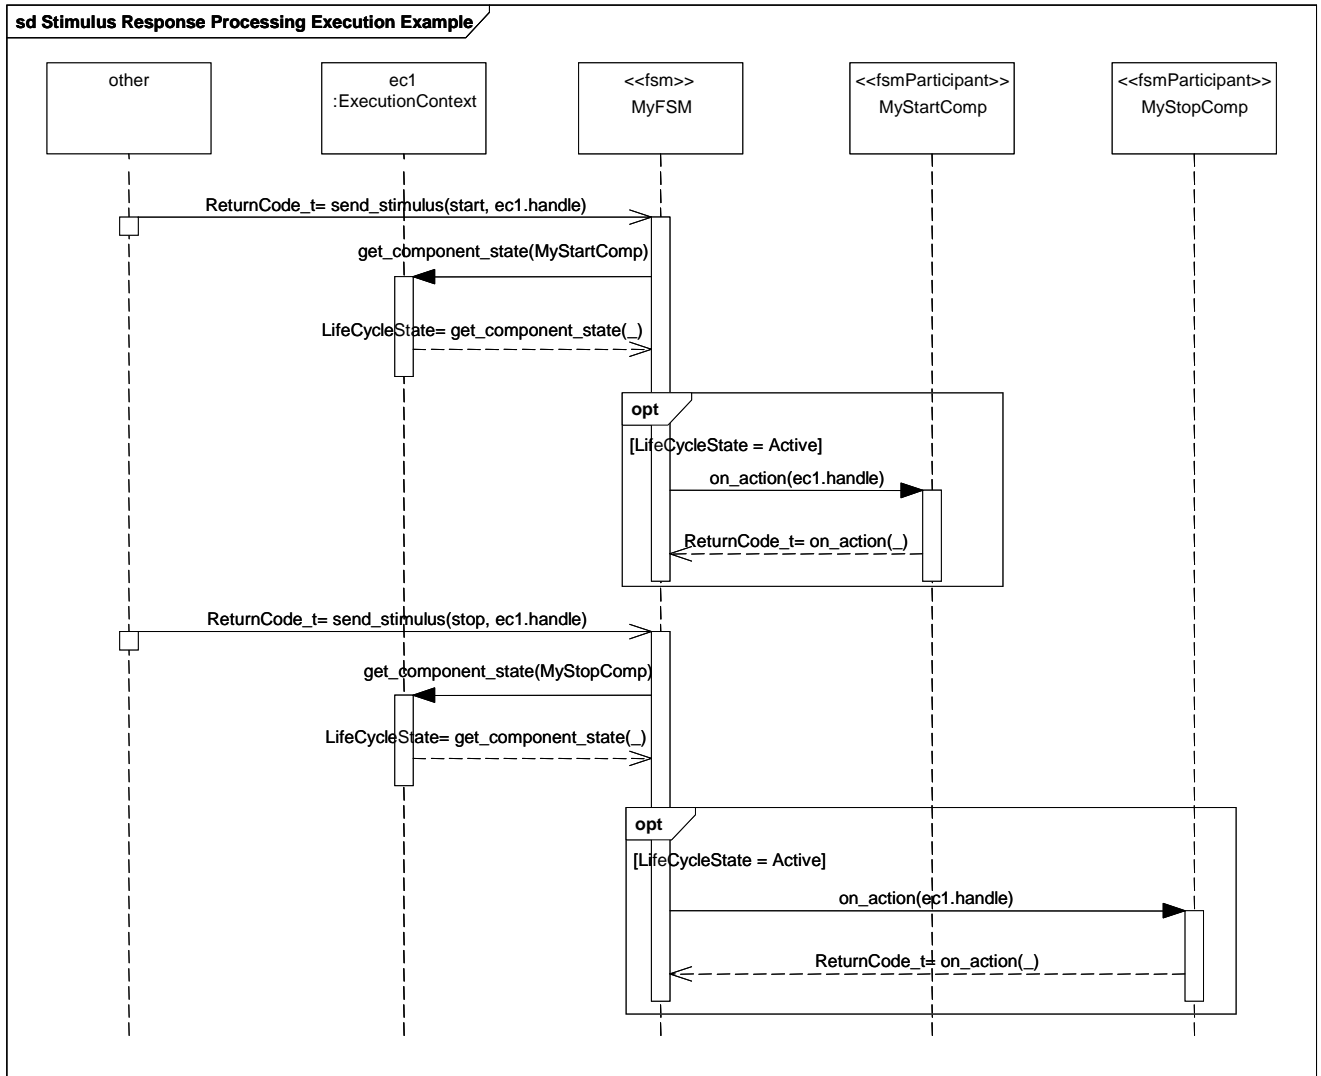 sd Stimulus Response Processing Execution Example
other
ec1
:ExecutionContext
<<fsm>>
MyFSM
<<fsmParticipant>>
MyStartComp
<<fsmParticipant>>
MyStopComp
ReturnCode_t= send_stimulus(start, ec1.handle)
get_component_state(MyStartComp)
LifeCycleState= get_component_state(_)
opt
[LifeCycleState = Active]
on_action(ec1.handle)
ReturnCode_t= on_action(_)
ReturnCode_t= send_stimulus(stop, ec1.handle)
get_component_state(MyStopComp)
LifeCycleState= get_component_state(_)
opt
[LifeCycleState = Active]
on_action(ec1.handle)
ReturnCode_t= on_action(_)